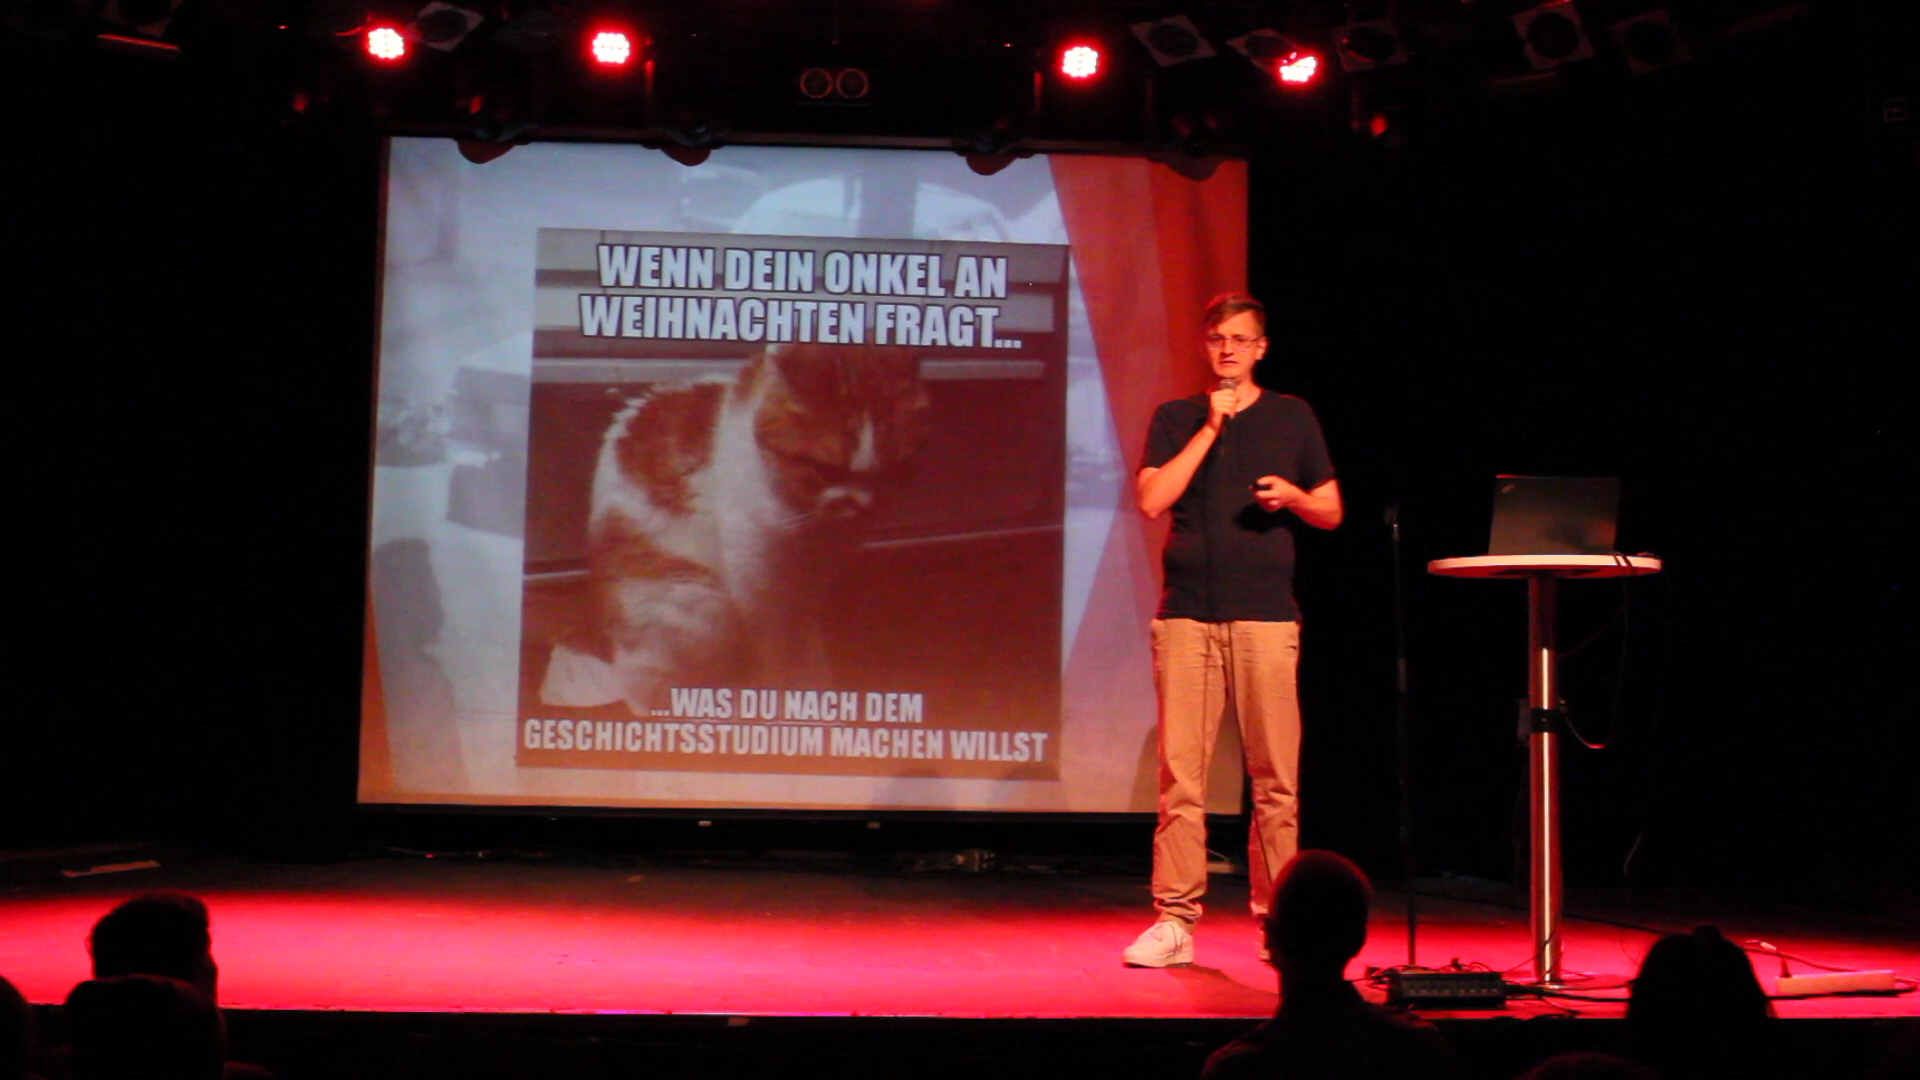 WENN DEIN ONKEL AN
WEIHNACHTEN FRAGT...
...WAS DU NACH DEM
GESCHICHTSSTUDIUM MACHEN WILLST